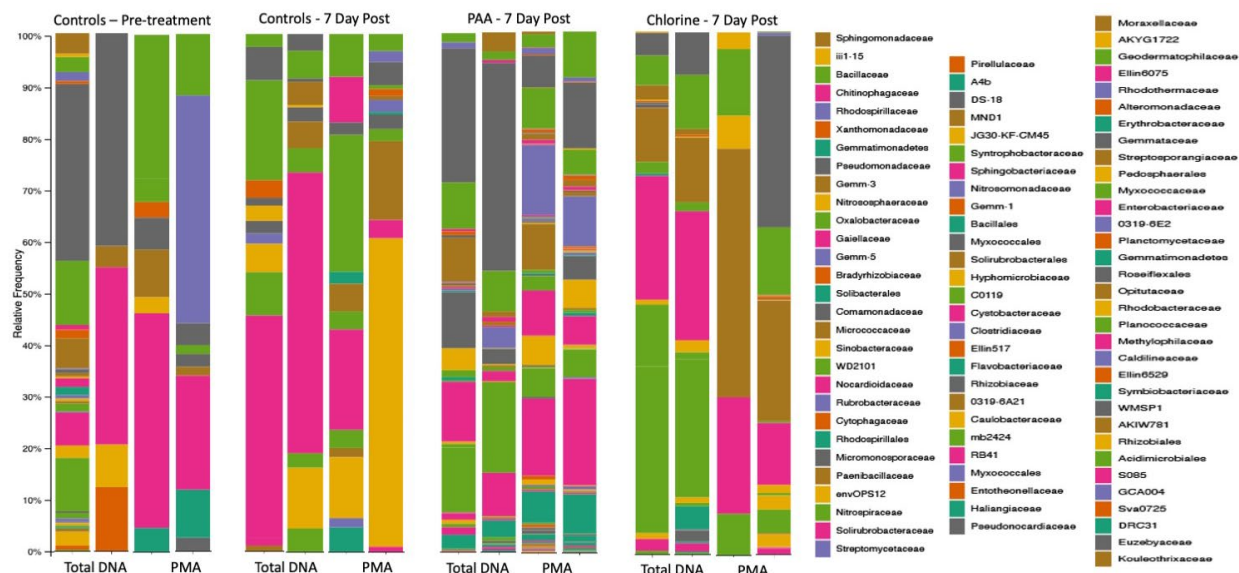 Controls – Pre-treatment
Controls - 7 Day Post
PAA - 7 Day Post
Chlorine - 7 Day Post
Relative Frequency
100%
90%
80%
70%
60%
50%
40%
30%
20%
10%
0%
Total DNA PMA
Total DNA PMA
Total DNA PMA
Total DNA PMA
Sphingomonadaceae
iii1-15
Bacillaceae
Chitinophagaceae
Rhodospirillaceae
Xanthomonadaceae
Gemmatimonadetes
Pseudomonadaceae
Gemm-3
Nitrososphaeraceae
Oxalobacteraceae
Gaiellaceae
Gemm-5
Bradyrhizobiaceae
Solibacterales
Comamonadaceae
Micrococcaceae
Sinobacteraceae
WD2101
Nocardioidaceae
Rubrobacteraceae
Cytophagaceae
Rhodospirillales
Micromonosporaceae
Paenibacillaceae
envOPS12
Nitrospiraceae
Solirubrobacteraceae
Streptomycetaceae
Pirellulaceae
A4b
DS-18
MND1
JG30-KF-CM45
Syntrophobacteraceae
Sphingobacteriaceae
Nitrosomonadaceae
Gemm-1
Bacillales
Myxococcales
Solirubrobacterales
Hyphomicrobiaceae
C0119
Cystobacteraceae
Clostridiaceae
Ellin517
Flavobacteriaceae
Rhizobiaceae
0319-6A21
Caulobacteraceae
mb2424
RB41
Myxococcales
Entotheonellaceae
Haliangiaceae
Pseudonocardiaceae
Moraxellaceae
AKYG1722
Geodermatophilaceae
Ellin6075
Rhodothermaceae
Alteromonadaceae
Erythrobacteraceae
Gemmataceae
Streptosporangiaceae
Pedosphaerales
Myxococcaceae
Enterobacteriaceae
0319-6E2
Planctomycetaceae
Gemmatimonadetes
Roseiflexales
Opitutaceae
Rhodobacteraceae
Planococcaceae
Methylophilaceae
Caldilineaceae
Ellin6529
Symbiobacteriaceae
WMSP1
AKIW781
Rhizobiales
Acidimicrobiales
S085
GCA004
Sva0725
DRC31
Euzebyaceae
Kouleothrixaceae